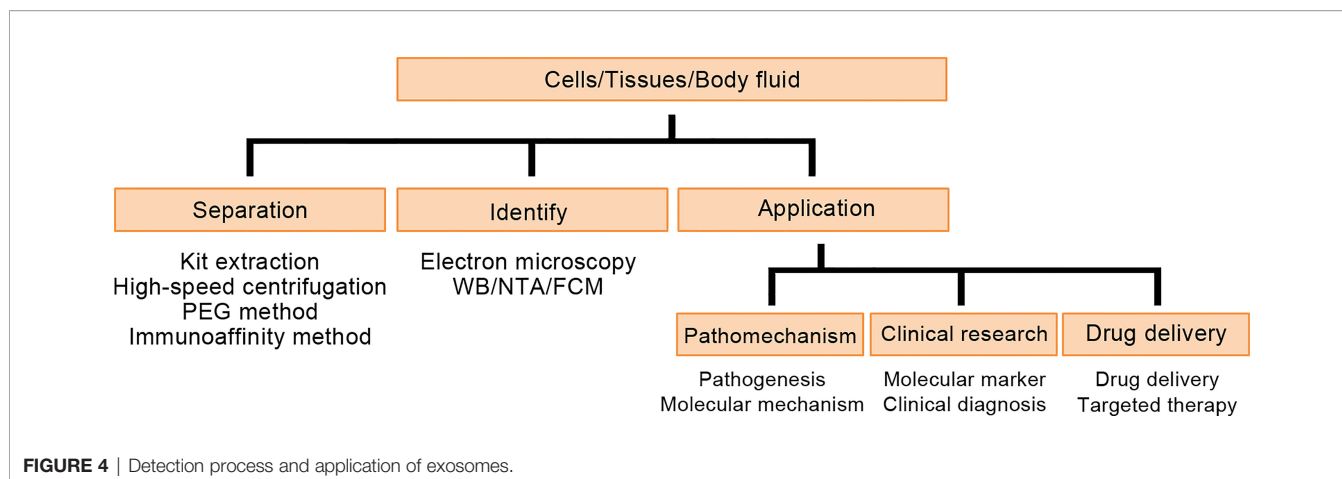 Cells/Tissues/Body fluid
Separation
Identify
Application
Kit extraction
High-speed centrifugation
PEG method
Immunoaffinity method
Electron microscopy
WB/NTA/FCM
Pathomechanism
Clinical research
Drug delivery
Pathogenesis
Molecular mechanism
Molecular marker
Clinical diagnosis
Drug delivery
Targeted therapy
FIGURE 4 | Detection process and application of exosomes.